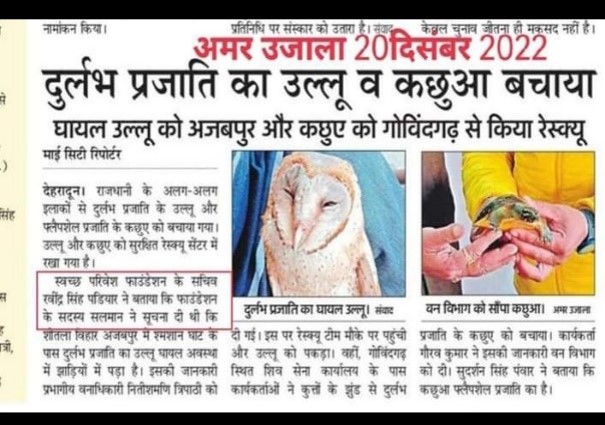 नामांकन किया।
प्रतिनिधि पर संस्कार को उतारा है। संवाद
केवल चुनाव जीतना ही मकसद नहीं है।
अमर उजाला 20दिसंबर 2022
दुर्लभ प्रजाति का उल्लू व कछुआ बचाया
घायल उल्लू को अजबपुर और कछुए को गोविंदगढ़ से किया रेस्क्यू
माई सिटी रिपोर्टर
देहरादून। राजधानी के अलग-अलग
इलाकों से दुर्लभ प्रजाति के उल्लू और
फ्लैपशेल प्रजाति के कछुए को बचाया गया।
उल्लू और कछुए को सुरक्षित रेस्क्यू सेंटर में
रखा गया है।
स्वच्छ परिवेश फाउंडेशन के सचिव
रवींद्र सिंह पडियार ने बताया कि फाउंडेशन
के सदस्य सलमान ने सूचना दी थी कि
शीतला विहार अजबपुर में श्मशान घाट के
पास दुर्लभ प्रजाति का उल्लू घायल अवस्था
में झाड़ियों में पड़ा है। इसकी जानकारी
प्रभागीय वनाधिकारी नितीशमणि त्रिपाठी को
दुर्लभ प्रजाति का घायल उल्लू। संवाद
दी गई। इस पर रेस्क्यू टीम मौके पर पहुंची
और उल्लू को पकड़ा। वहीं, गोविंदगढ़
स्थित शिव सेना कार्यालय के पास
कार्यकर्ताओं ने कुत्तों के झुंड से दुर्लभ
वन विभाग को सौंपा कछुआ। अमर उजाला
प्रजाति के कछुए को बचाया। कार्यकर्ता
गौरव कुमार ने इसकी जानकारी वन विभाग
को दी। सुदर्शन सिंह पंवार ने बताया कि
कछुआ फ्लैपशेल प्रजाति का है।